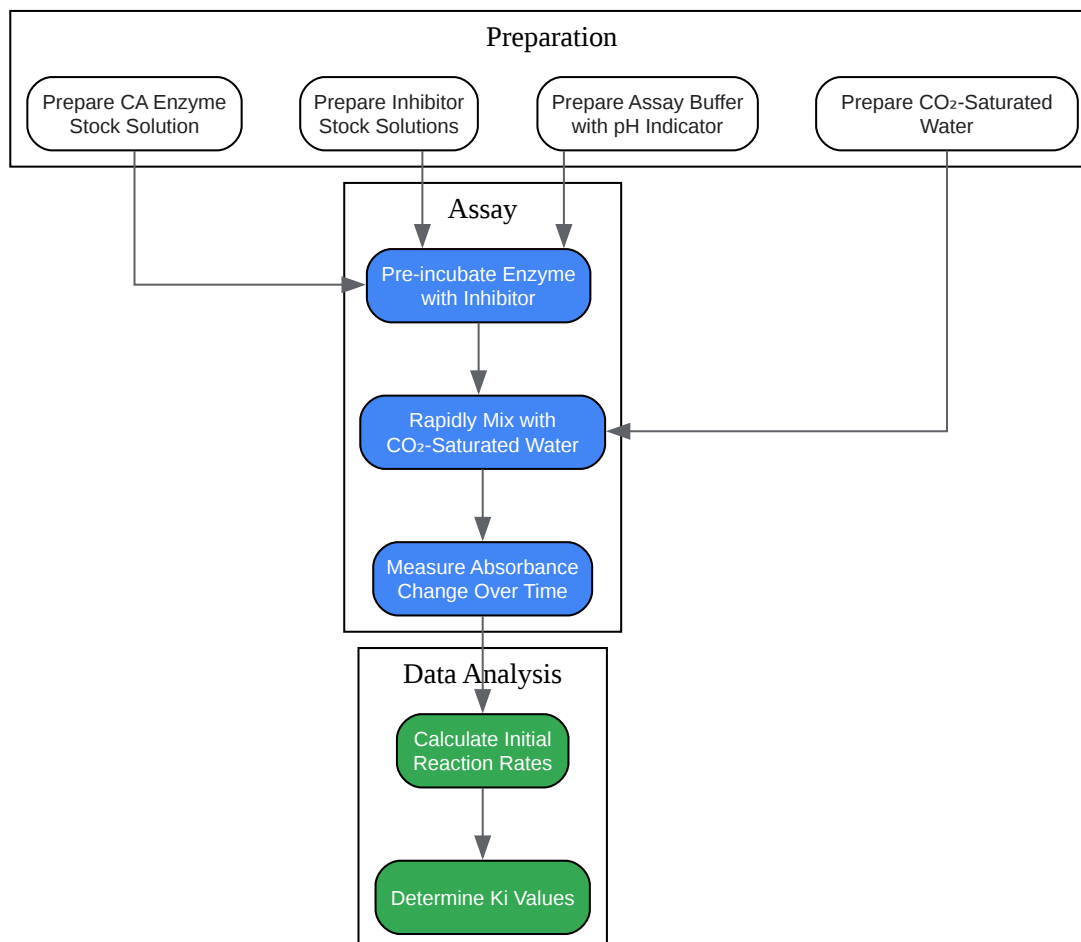 Preparation
Prepare CA Enzyme
Stock Solution
Prepare Inhibitor
Stock Solutions
Prepare Assay Buffer
with pH Indicator
Prepare CO₂-Saturated
Water
Assay
Pre-incubate Enzyme
with Inhibitor
Rapidly Mix with
CO₂-Saturated Water
Measure Absorbance
Change Over Time
Data Analysis
Calculate Initial
Reaction Rates
Determine Ki Values